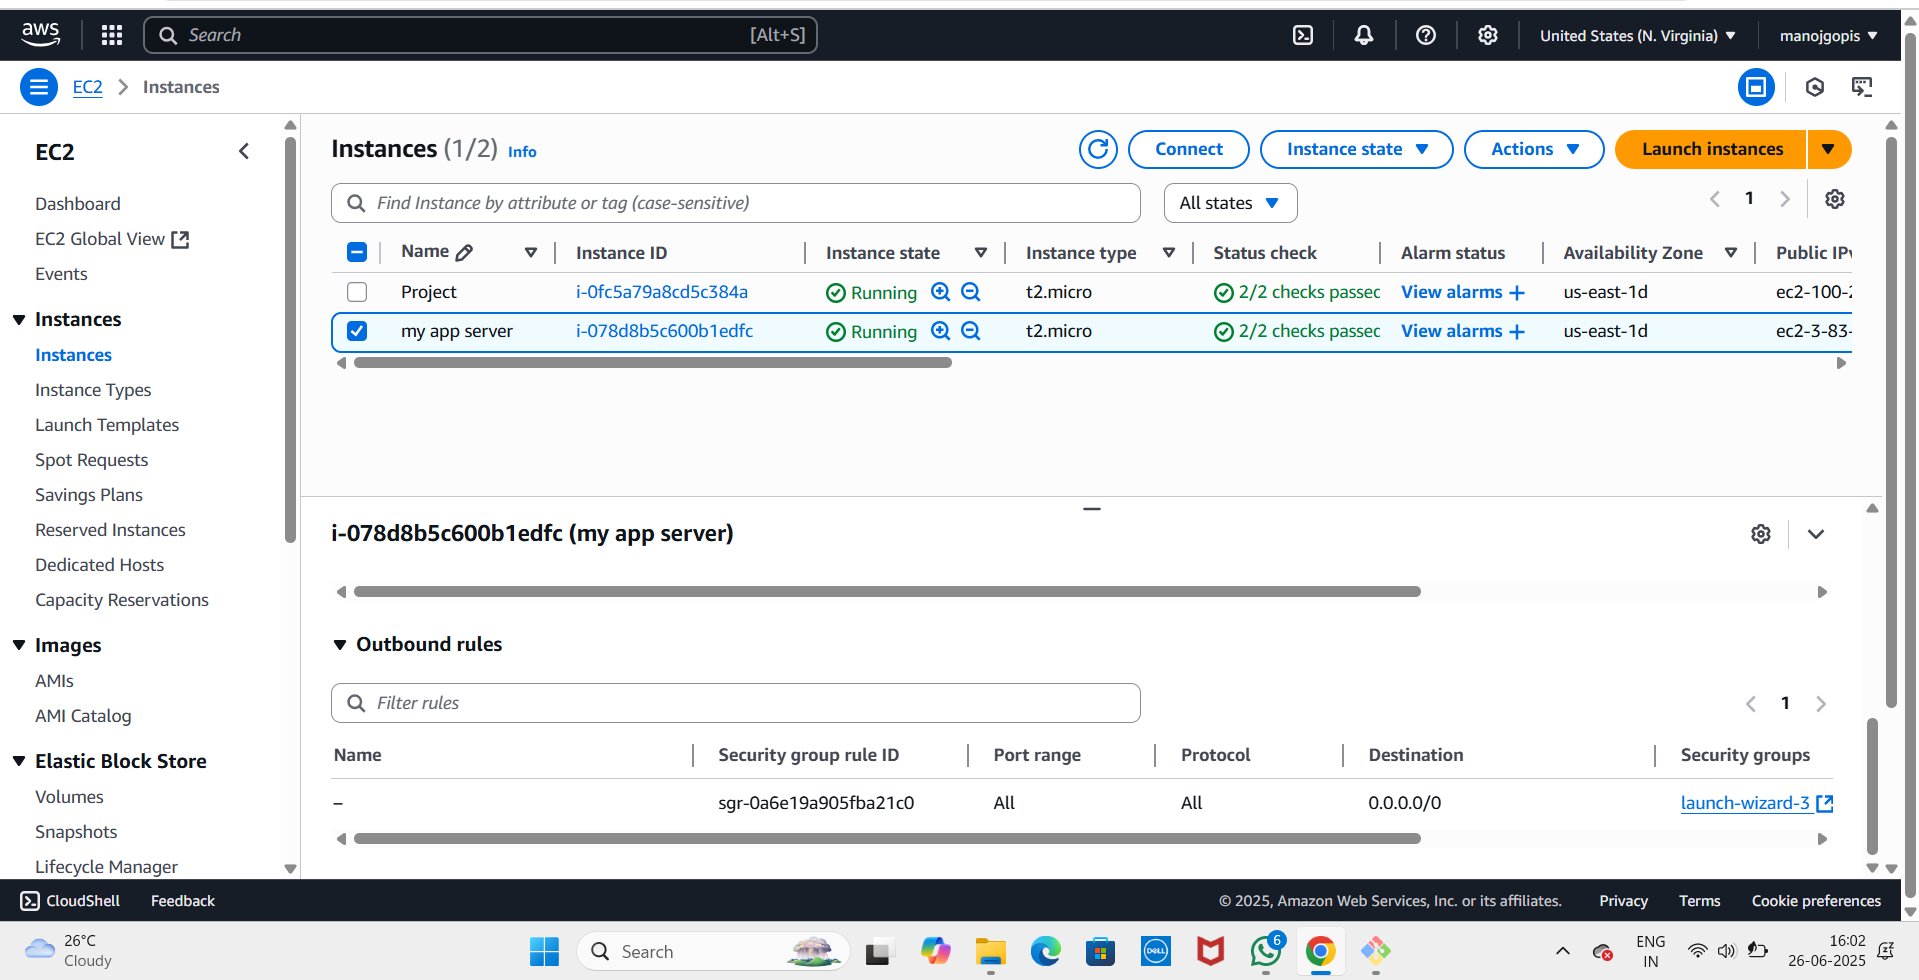 aws
Search [Alt+S]
United States (N. Virginia)
manojgopis
EC2 > Instances
EC2
Dashboard
EC2 Global View
Events
Instances
Instances
Instance Types
Launch Templates
Spot Requests
Savings Plans
Reserved Instances
Dedicated Hosts
Capacity Reservations
Images
AMIs
AMI Catalog
Elastic Block Store
Volumes
Snapshots
Lifecycle Manager
Instances (1/2) Info
Connect
Instance state
Actions
Launch instances
Find Instance by attribute or tag (case-sensitive)
All states
1
Name Instance ID Instance state Instance type Status check Alarm status Availability Zone Public IPv
Project i-0fc5a79a8cd5c384a Running t2.micro 2/2 checks passed View alarms + us-east-1d ec2-100-2
my app server i-078d8b5c600b1edfc Running t2.micro 2/2 checks passed View alarms + us-east-1d ec2-3-83-
i-078d8b5c600b1edfc (my app server)
Outbound rules
Filter rules
1
Name Security group rule ID Port range Protocol Destination Security groups
– sgr-0a6e19a905fba21c0 All All 0.0.0.0/0 launch-wizard-3
CloudShell Feedback © 2025, Amazon Web Services, Inc. or its affiliates. Privacy Terms Cookie preferences
26°C
Cloudy
Search
DELL
6
ENG
IN
16:02
26-06-2025